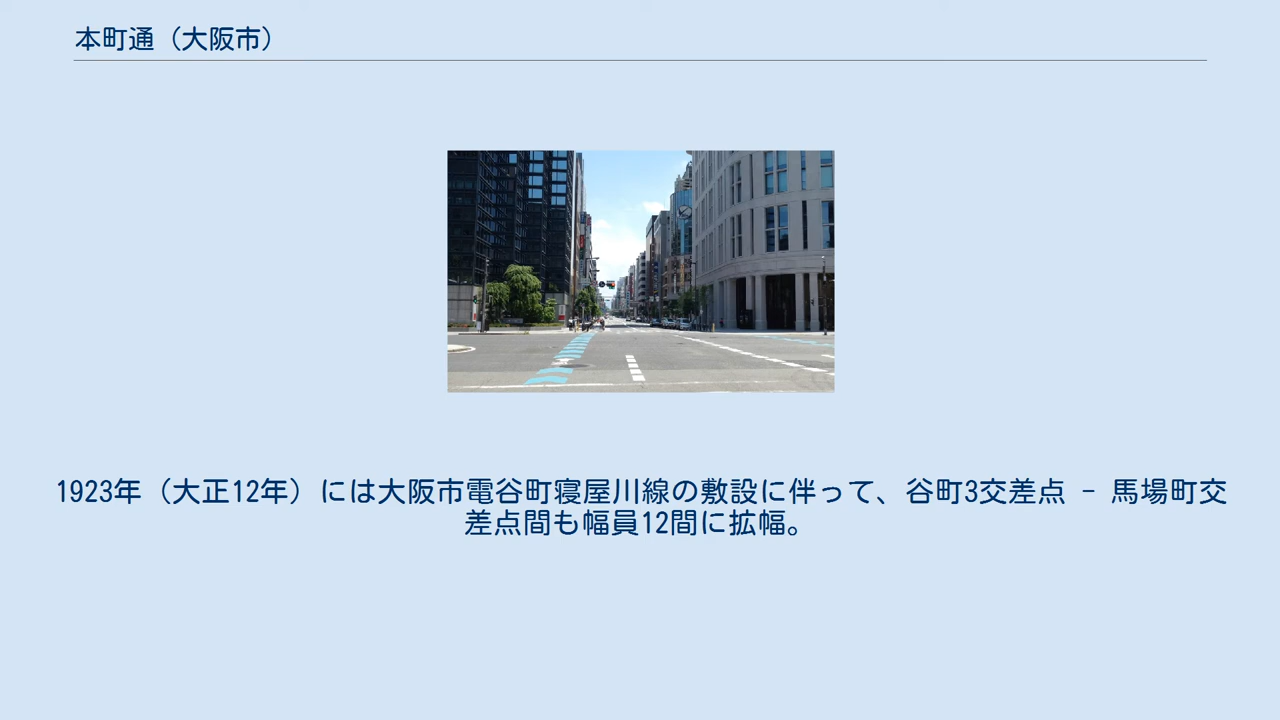 本町通（大阪市）
1923年（大正12年）には大阪市電谷町寝屋川線の敷設に伴って、谷町3交差点 - 馬場町交
差点間も幅員12間に拡幅。